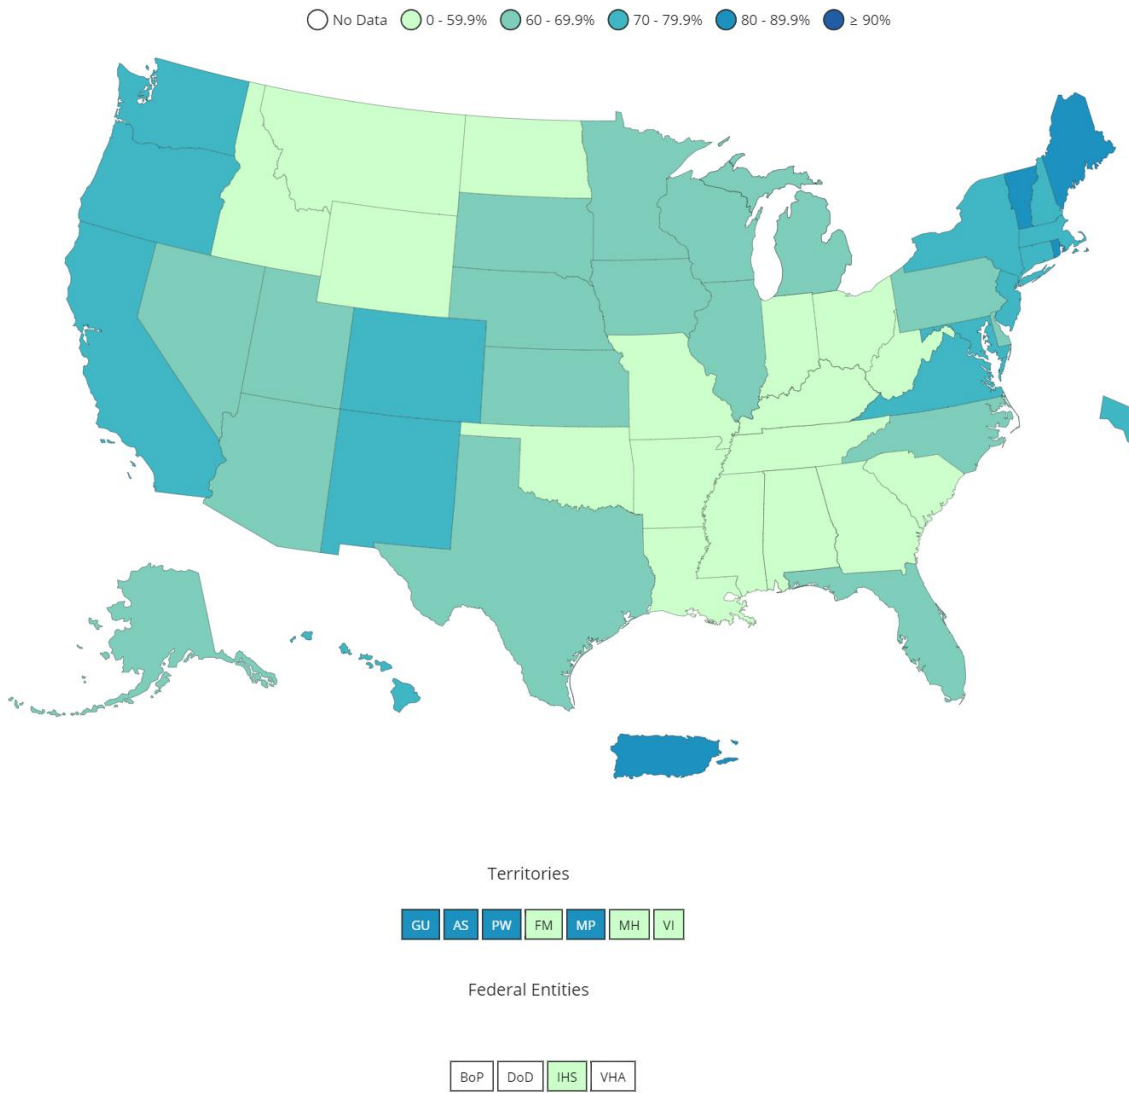 No Data 0 - 59.9% 60 - 69.9% 70 - 79.9% 80 - 89.9% ≥ 90%
Territories
GU AS PW FM MP MH VI
Federal Entities
BoP DoD IHS VHA